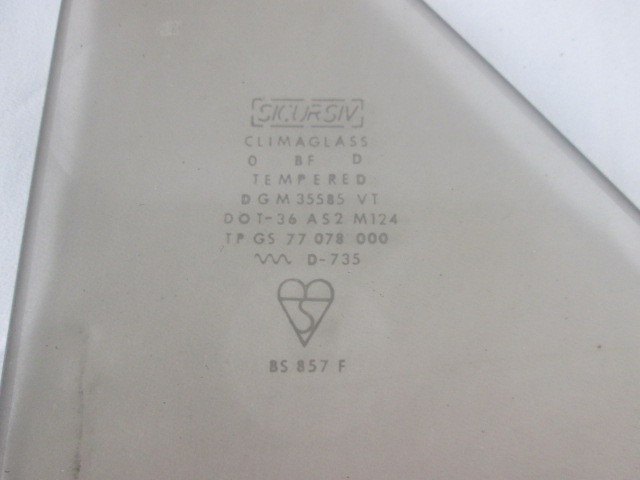 SICURSIV
CLIMAGLASS
0 BF D
TEMPERED
DGM 35585 VT
DOT-36 AS2 M124
TP GS 77 078 000
D-735
BS 857 F